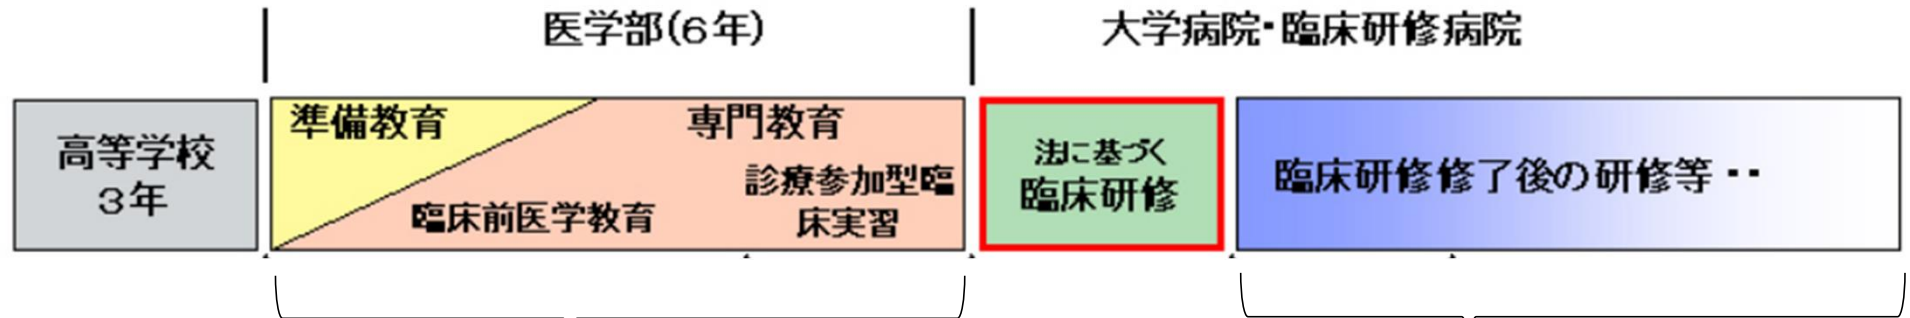 医学部(6年)
大学病院・臨床研修病院
高等学校
3年
準備教育
専門教育
臨床前医学教育
診療参加型臨
床実習
法に基づく
臨床研修
臨床研修修了後の研修等・・